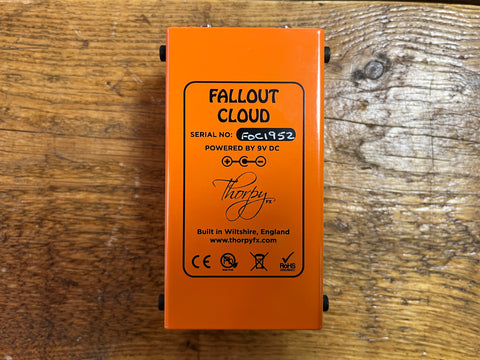 FALLOUT
CLOUD
SERIAL NO: FOC1952
POWERED BY 9V DC
Thorpy FX
Built in Wiltshire, England
www.thorpyfx.com
CE
RoHS